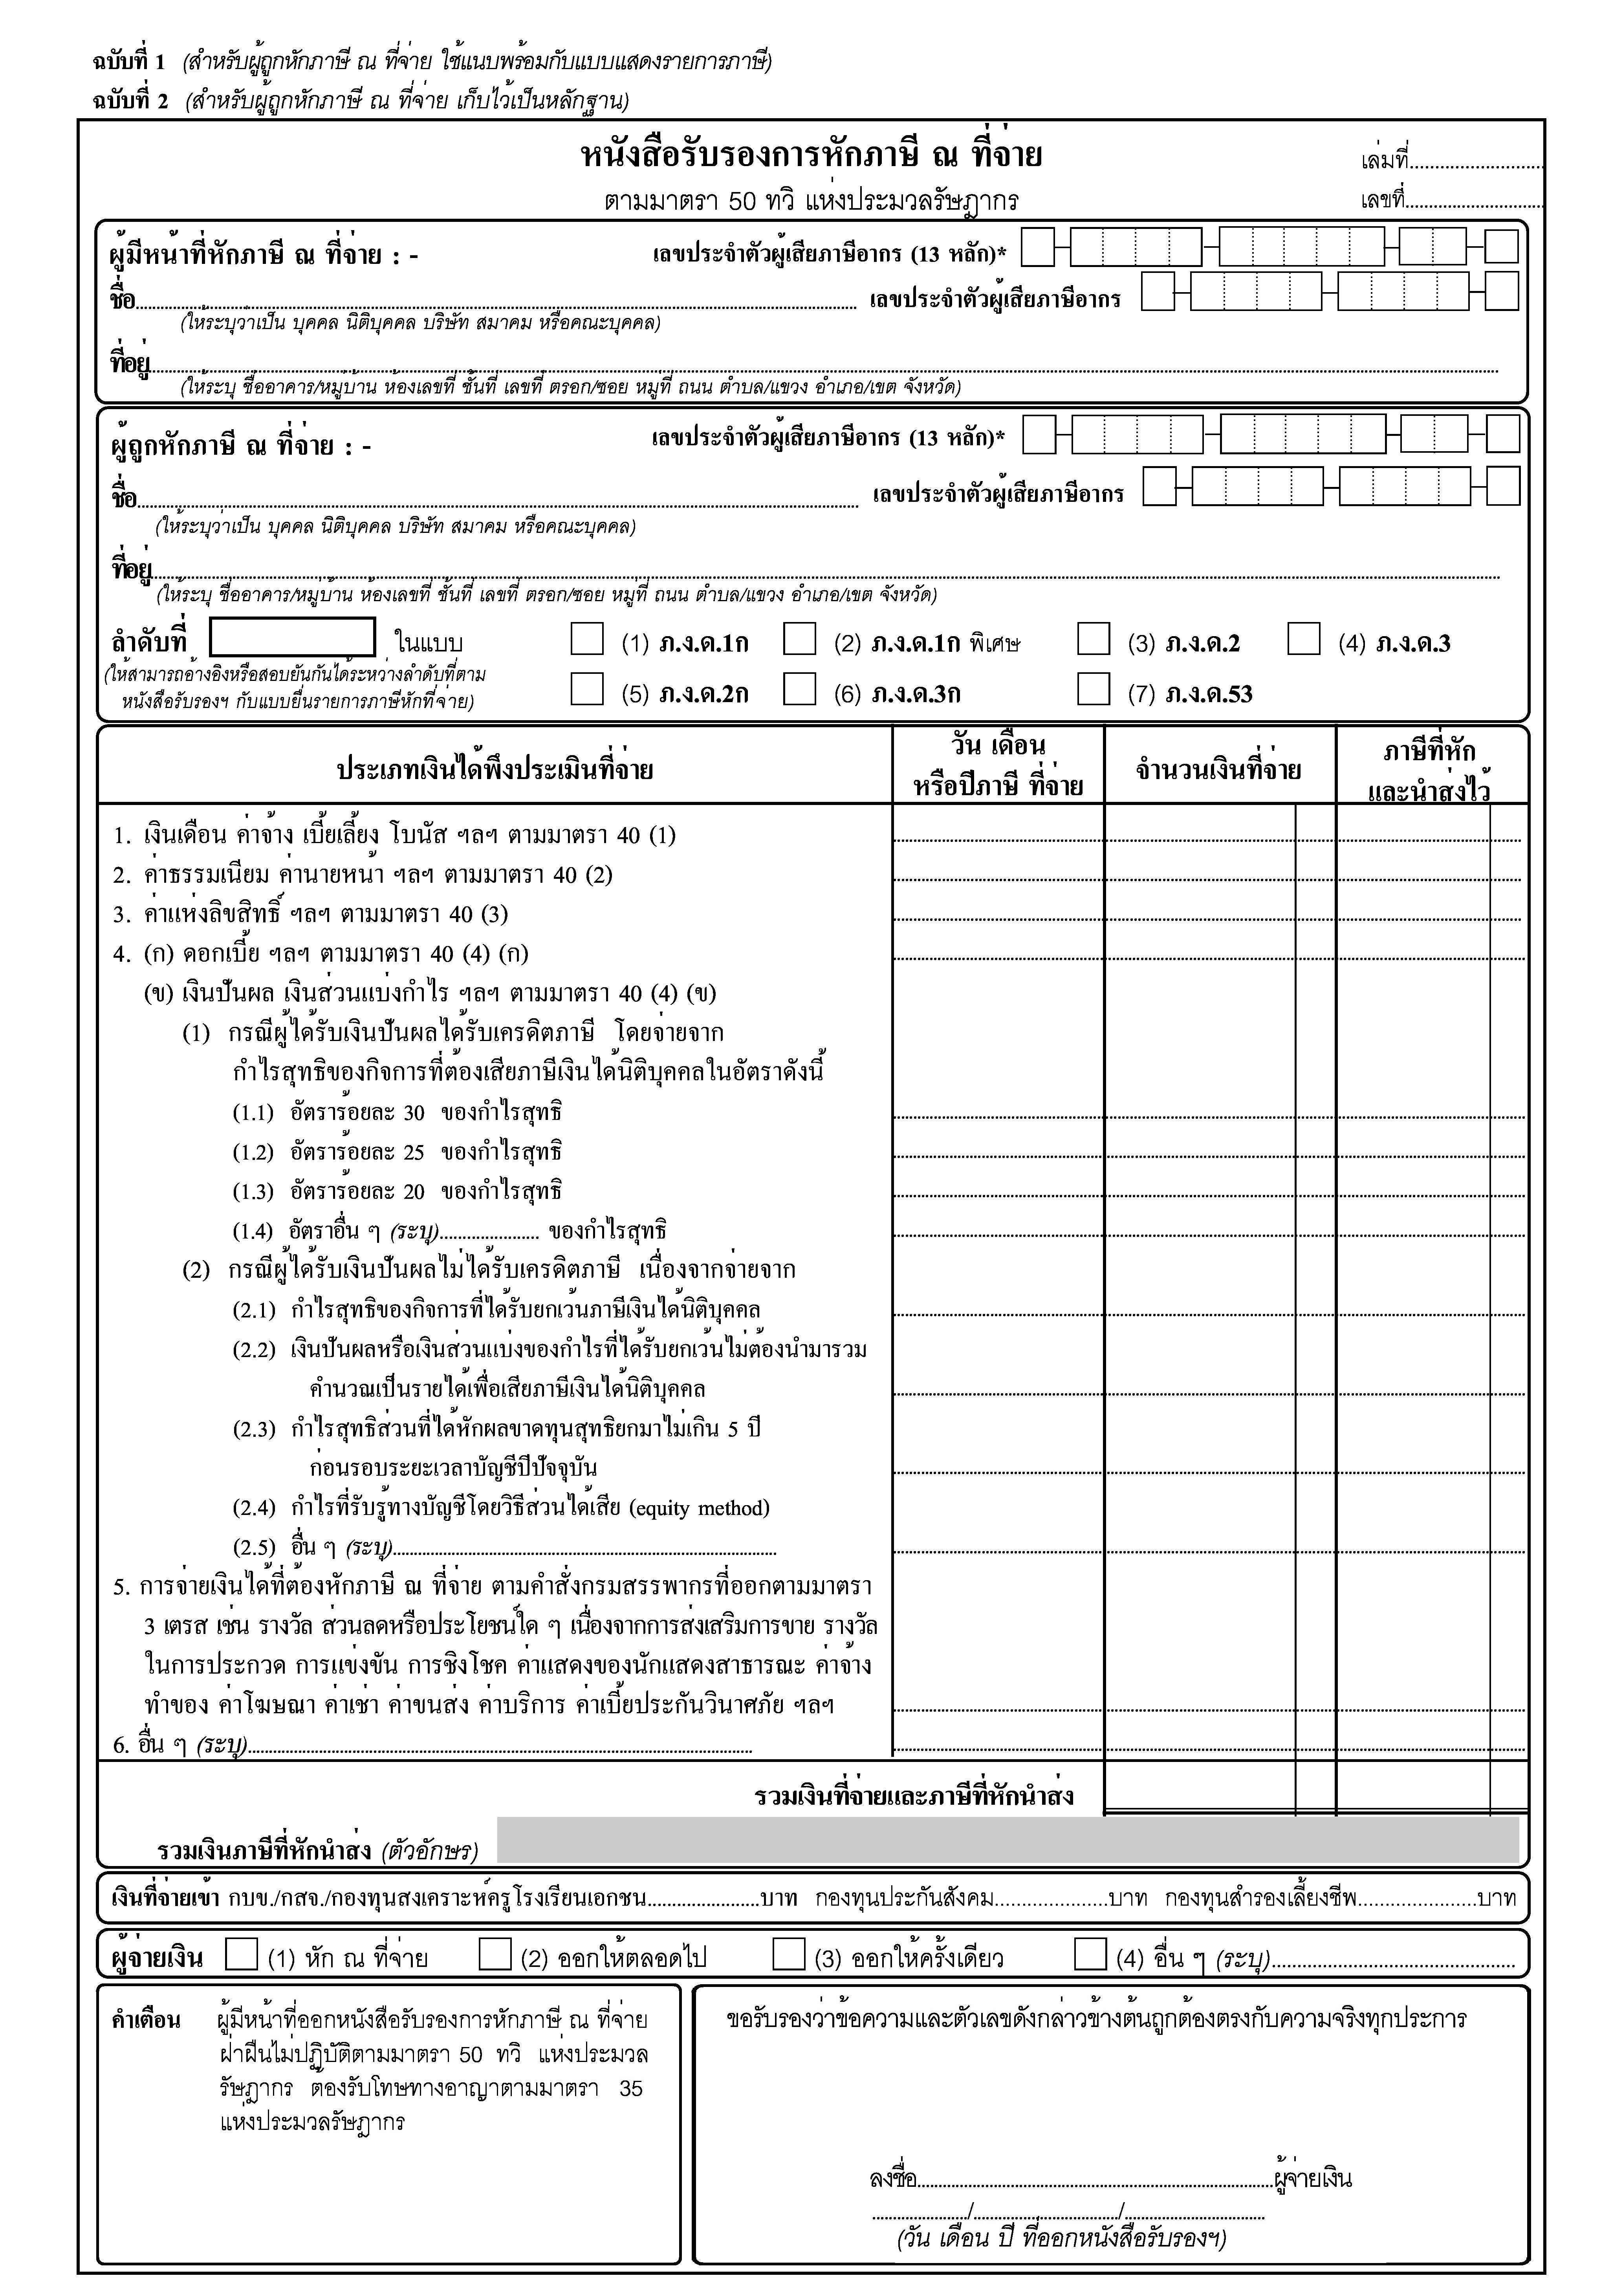 ฉบับที่ 1 (สำหรับผู้ถูกหักภาษี ณ ที่จ่าย ใช้แนบพร้อมกับแบบแสดงรายการภาษี)
ฉบับที่ 2 (สำหรับผู้ถูกหักภาษี ณ ที่จ่าย เก็บไว้เป็นหลักฐาน)
หนังสือรับรองการหักภาษี ณ ที่จ่าย
เล่มที่
ตามมาตรา 50 ทวิ แห่งประมวลรัษฎากร
เลขที่
ผู้มีหน้าที่หักภาษี ณ ที่จ่าย : - เลขประจำตัวผู้เสียภาษีอากร (13 หลัก)*
ชื่อ เลขประจำตัวผู้เสียภาษีอากร
(ให้ระบุว่าเป็น บุคคล นิติบุคคล บริษัท สมาคม หรือคณะบุคคล)
ที่อยู่
(ให้ระบุ ชื่ออาคาร/หมู่บ้าน ห้องเลขที่ ชั้นที่ เลขที่ ตรอก/ซอย หมู่ที่ ถนน ตำบล/แขวง อำเภอ/เขต จังหวัด)
ผู้ถูกหักภาษี ณ ที่จ่าย : - เลขประจำตัวผู้เสียภาษีอากร (13 หลัก)*
ชื่อ เลขประจำตัวผู้เสียภาษีอากร
(ให้ระบุว่าเป็น บุคคล นิติบุคคล บริษัท สมาคม หรือคณะบุคคล)
ที่อยู่
(ให้ระบุ ชื่ออาคาร/หมู่บ้าน ห้องเลขที่ ชั้นที่ เลขที่ ตรอก/ซอย หมู่ที่ ถนน ตำบล/แขวง อำเภอ/เขต จังหวัด)
ลำดับที่ ในแบบ (1) ภ.ง.ด.1ก (2) ภ.ง.ด.1ก พิเศษ (3) ภ.ง.ด.2 (4) ภ.ง.ด.3
(ให้สามารถอ้างอิงหรือสอบยันกันได้ระหว่างลำดับที่ตาม
หนังสือรับรองฯ กับแบบยื่นรายการภาษีหักที่จ่าย)
(5) ภ.ง.ด.2ก (6) ภ.ง.ด.3ก (7) ภ.ง.ด.53
ประเภทเงินได้พึงประเมินที่จ่าย
วัน เดือน
หรือปีภาษี ที่จ่าย
จำนวนเงินที่จ่าย
ภาษีที่หัก
และนำส่งไว้
1. เงินเดือน ค่าจ้าง เบี้ยเลี้ยง โบนัส ฯลฯ ตามมาตรา 40 (1)
2. ค่าธรรมเนียม ค่านายหน้า ฯลฯ ตามมาตรา 40 (2)
3. ค่าแห่งลิขสิทธิ์ ฯลฯ ตามมาตรา 40 (3)
4. (ก) ดอกเบี้ย ฯลฯ ตามมาตรา 40 (4) (ก)
(ข) เงินปันผล เงินส่วนแบ่งกำไร ฯลฯ ตามมาตรา 40 (4) (ข)
(1) กรณีผู้ได้รับเงินปันผลได้รับเครดิตภาษี โดยจ่ายจาก
กำไรสุทธิของกิจการที่ต้องเสียภาษีเงินได้นิติบุคคลในอัตราดังนี้
(1.1) อัตราร้อยละ 30 ของกำไรสุทธิ
(1.2) อัตราร้อยละ 25 ของกำไรสุทธิ
(1.3) อัตราร้อยละ 20 ของกำไรสุทธิ
(1.4) อัตราอื่น ๆ (ระบุ)...................... ของกำไรสุทธิ
(2) กรณีผู้ได้รับเงินปันผลไม่ได้รับเครดิตภาษี เนื่องจากจ่ายจาก
(2.1) กำไรสุทธิของกิจการที่ได้รับยกเว้นภาษีเงินได้นิติบุคคล
(2.2) เงินปันผลหรือเงินส่วนแบ่งของกำไรที่ได้รับยกเว้นไม่ต้องนำมารวม
คำนวณเป็นรายได้เพื่อเสียภาษีเงินได้นิติบุคคล
(2.3) กำไรสุทธิส่วนที่ได้หักผลขาดทุนสุทธิยกมาไม่เกิน 5 ปี
ก่อนรอบระยะเวลาบัญชีปีปัจจุบัน
(2.4) กำไรที่รับรู้ทางบัญชีโดยวิธีส่วนได้เสีย (equity method)
(2.5) อื่น ๆ (ระบุ)
5. การจ่ายเงินได้ที่ต้องหักภาษี ณ ที่จ่าย ตามคำสั่งกรมสรรพากรที่ออกตามมาตรา
3 เตรส เช่น รางวัล ส่วนลดหรือประโยชน์ใด ๆ เนื่องจากการส่งเสริมการขาย รางวัล
ในการประกวด การแข่งขัน การชิงโชค ค่าแสดงของนักแสดงสาธารณะ ค่าจ้าง
ทำของ ค่าโฆษณา ค่าเช่า ค่าขนส่ง ค่าบริการ ค่าเบี้ยประกันวินาศภัย ฯลฯ
6. อื่น ๆ (ระบุ)
รวมเงินที่จ่ายและภาษีที่หักนำส่ง
รวมเงินภาษีที่หักนำส่ง (ตัวอักษร)
เงินที่จ่ายเข้า กบข./กสจ./กองทุนสงเคราะห์ครูโรงเรียนเอกชน........................บาท กองทุนประกันสังคม.....................บาท กองทุนสำรองเลี้ยงชีพ......................บาท
ผู้จ่ายเงิน (1) หัก ณ ที่จ่าย (2) ออกให้ตลอดไป (3) ออกให้ครั้งเดียว (4) อื่น ๆ (ระบุ)
คำเตือน ผู้มีหน้าที่ออกหนังสือรับรองการหักภาษี ณ ที่จ่าย
ฝ่าฝืนไม่ปฏิบัติตามมาตรา 50 ทวิ แห่งประมวล
รัษฎากร ต้องรับโทษทางอาญาตามมาตรา 35
แห่งประมวลรัษฎากร
ขอรับรองว่าข้อความและตัวเลขดังกล่าวข้างต้นถูกต้องตรงกับความจริงทุกประการ
ลงชื่อ..............................................................ผู้จ่ายเงิน
..................../............................../..............................
(วัน เดือน ปี ที่ออกหนังสือรับรองฯ)